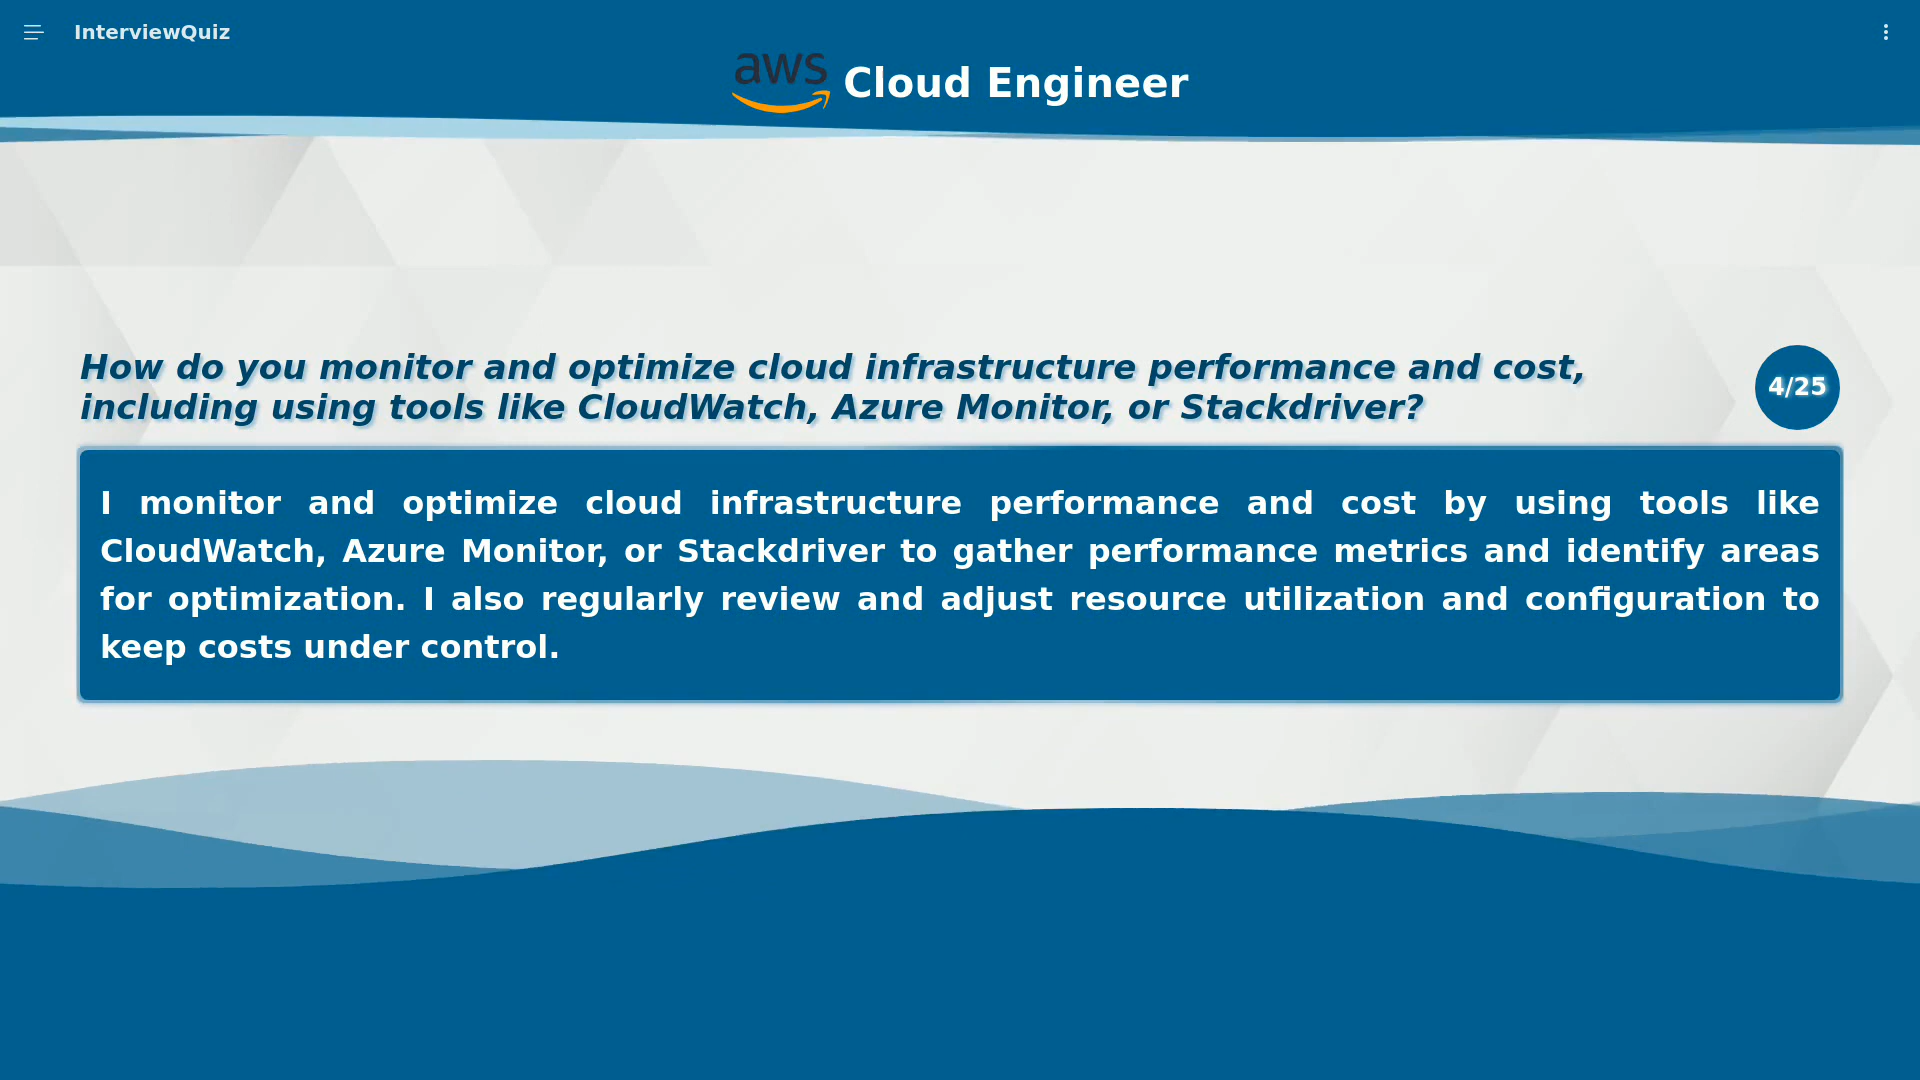 InterviewQuiz
aws
Cloud Engineer
How do you monitor and optimize cloud infrastructure performance and cost,
including using tools like CloudWatch, Azure Monitor, or Stackdriver?
4/25
I monitor and optimize cloud infrastructure performance and cost by using tools like
CloudWatch, Azure Monitor, or Stackdriver to gather performance metrics and identify areas
for optimization. I also regularly review and adjust resource utilization and configuration to
keep costs under control.